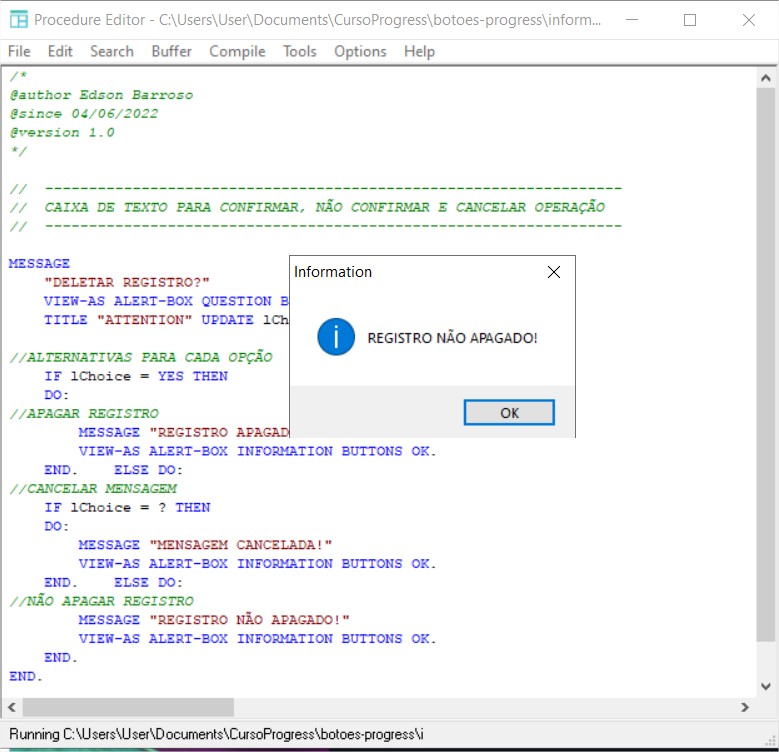 Procedure Editor - C:\Users\User\Documents\CursoProgress\botoes-progress\inform...
File Edit Search Buffer Compile Tools Options Help
/*
@author Edson Barroso
@since 04/06/2022
@version 1.0
*/
// ------------------------------------------------------------------
// CAIXA DE TEXTO PARA CONFIRMAR, NÃO CONFIRMAR E CANCELAR OPERAÇÃO
// ------------------------------------------------------------------
MESSAGE
"DELETAR REGISTRO?"
VIEW-AS ALERT-BOX QUESTION B
TITLE "ATTENTION" UPDATE lCh
//ALTERNATIVAS PARA CADA OPÇÃO
IF lChoice = YES THEN
DO:
//APAGAR REGISTRO
MESSAGE "REGISTRO APAGAD
VIEW-AS ALERT-BOX INFORMATION BUTTONS OK.
END. ELSE DO:
//CANCELAR MENSAGEM
IF lChoice = ? THEN
DO:
MESSAGE "MENSAGEM CANCELADA!"
VIEW-AS ALERT-BOX INFORMATION BUTTONS OK.
END. ELSE DO:
//NÃO APAGAR REGISTRO
MESSAGE "REGISTRO NÃO APAGADO!"
VIEW-AS ALERT-BOX INFORMATION BUTTONS OK.
END.
END.
Information
REGISTRO NÃO APAGADO!
OK
Running C:\Users\User\Documents\CursoProgress\botoes-progress\i